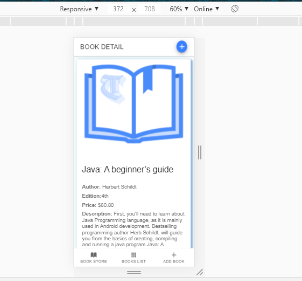 Responsive ▼ 372 × 708 60% ▼ Online ▼
BOOK DETAIL
+
Java: A beginner's guide
Author: Herbert Schildt
Edition:4th
Price: $60.00
Description: First, you'll need to learn about
Java Programming language, as it is mainly
used in Android development. Bestselling
programming author Herb Schildt, will guide
you from the basics of creating, compiling,
and running a java program Java: A
BOOK STORE BOOKS LIST ADD BOOK